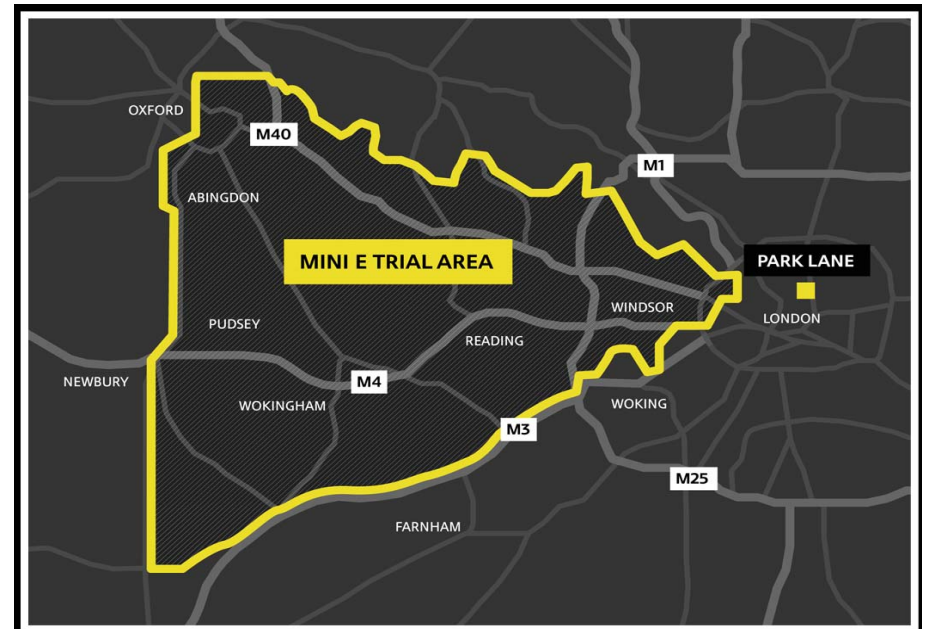 OXFORD
M40
M1
ABINGDON
MINI E TRIAL AREA
PARK LANE
WINDSOR
LONDON
PUDSEY
READING
NEWBURY
M4
WOKINGHAM
WOKING
M3
M25
FARNHAM